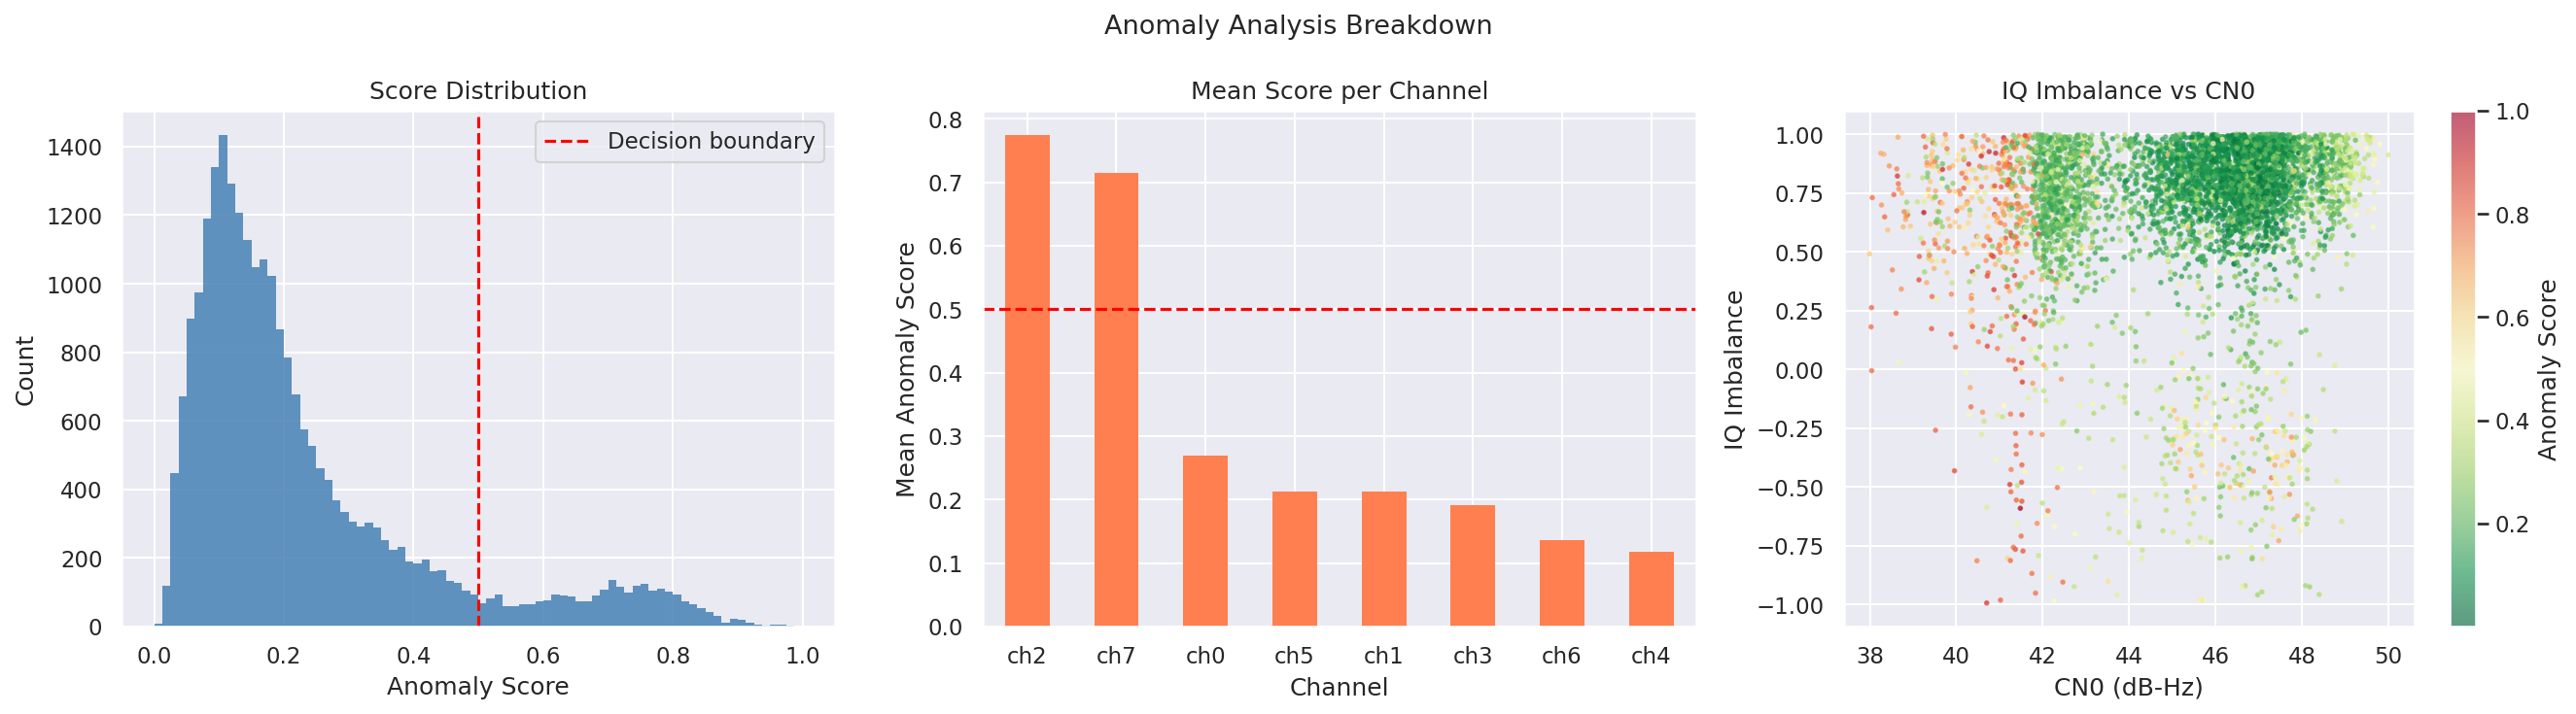 Anomaly Analysis Breakdown
Score Distribution
Count
1400
1200
1000
800
600
400
200
0
Decision boundary
0.0 0.2 0.4 0.6 0.8 1.0
Anomaly Score
Mean Score per Channel
Mean Anomaly Score
0.8
0.7
0.6
0.5
0.4
0.3
0.2
0.1
0.0
ch2 ch7 ch0 ch5 ch1 ch3 ch6 ch4
Channel
IQ Imbalance vs CN0
IQ Imbalance
1.00
0.75
0.50
0.25
0.00
−0.25
−0.50
−0.75
−1.00
38 40 42 44 46 48 50
CN0 (dB-Hz)
1.0
0.8
0.6
0.4
0.2
Anomaly Score